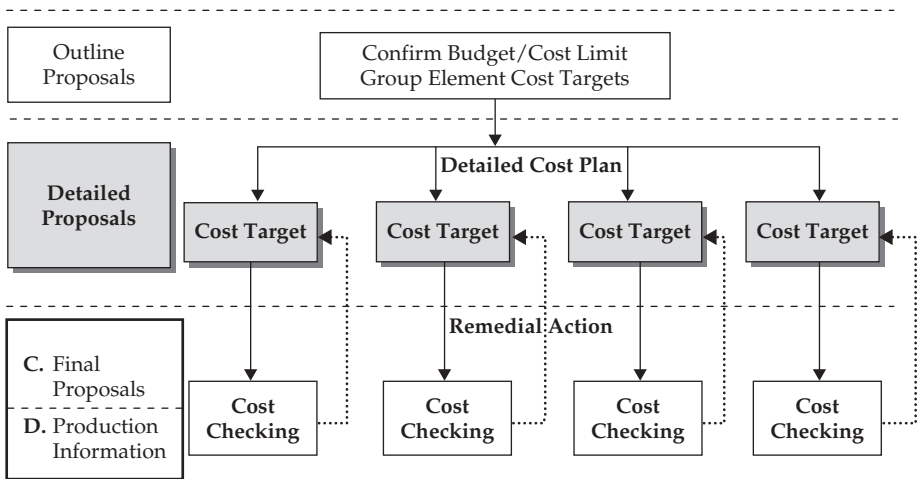 Outline
Proposals
Confirm Budget/Cost Limit
Group Element Cost Targets
Detailed Cost Plan
Detailed
Proposals
Cost Target
Cost Target
Cost Target
Cost Target
Remedial Action
C. Final
Proposals
D. Production
Information
Cost
Checking
Cost
Checking
Cost
Checking
Cost
Checking